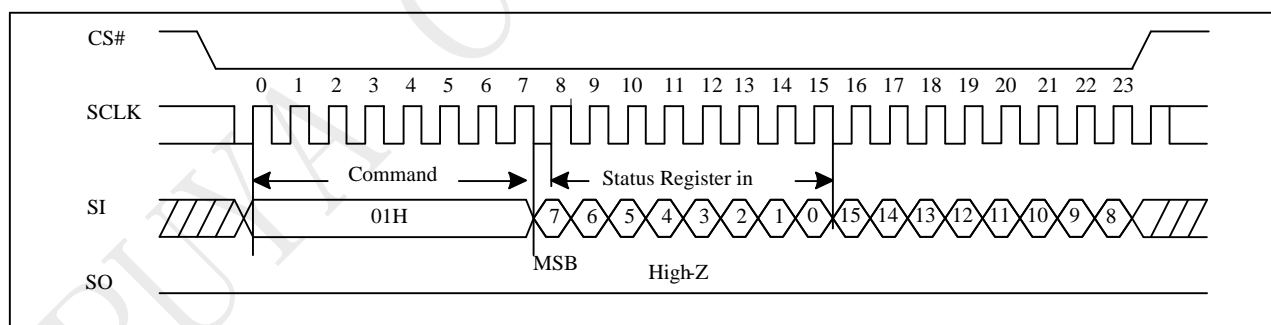 CS#
0 1 2 3 4 5 6 7 8 9 10 11 12 13 14 15 16 17 18 19 20 21 22 23
SCLK
Command Status Register in
SI 01H 7 6 5 4 3 2 1 0 15 14 13 12 11 10 9 8
MSB High-Z
SO
PUYA